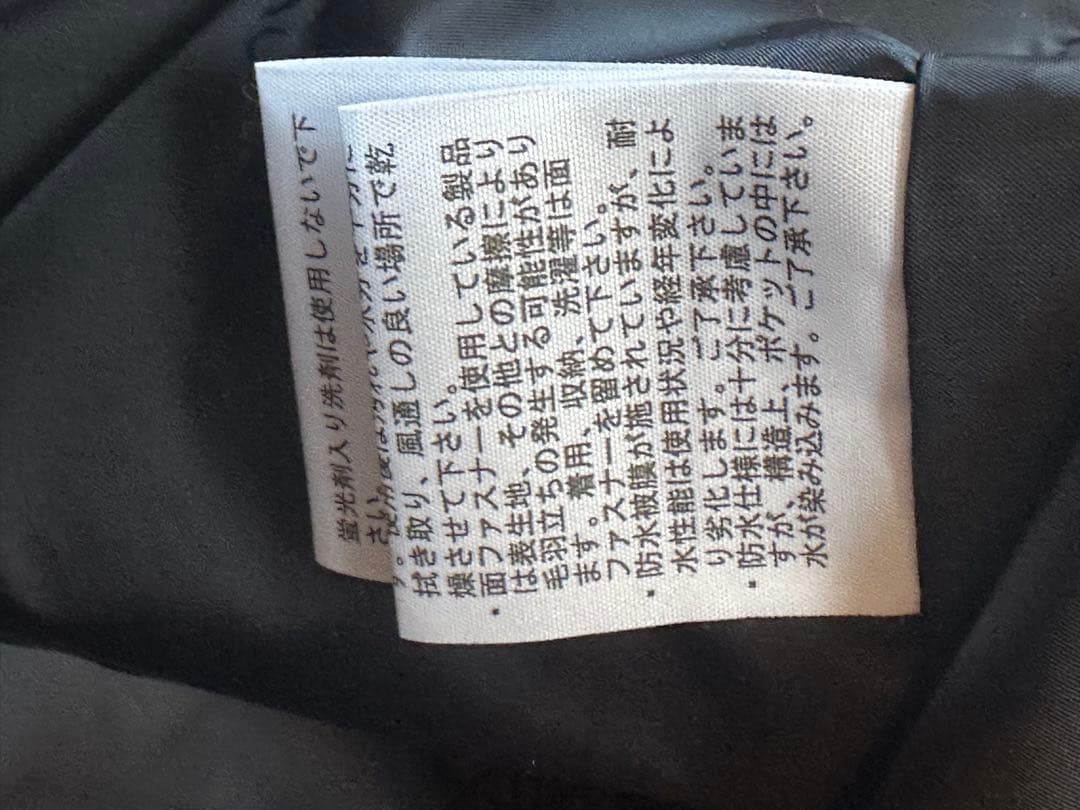 蛍光剤入り洗剤は使用しないで下
さい。
拭き取り、風通しの良い場所で乾
燥させて下さい。
・面ファスナーを使用している製品
は表生地、その他との摩擦により
毛羽立ちの発生する可能性があり
ます。着用、収納、洗濯等は面
ファスナーを留めて下さい。
・防水被膜が施されていますが、耐
水性能は使用状況や経年変化によ
り劣化します。ご了承下さい。
・防水仕様には十分に考慮していま
すが、構造上、ポケットの中には
水が染み込みます。ご了承下さい。